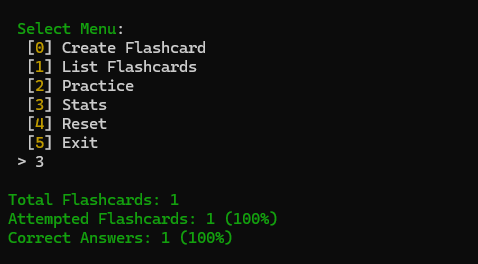 Select Menu:
[0] Create Flashcard
[1] List Flashcards
[2] Practice
[3] Stats
[4] Reset
[5] Exit
> 3
Total Flashcards: 1
Attempted Flashcards: 1 (100%)
Correct Answers: 1 (100%)